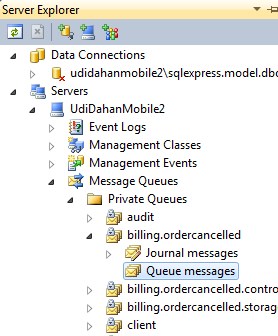 Server Explorer
Data Connections
udidahanmobile2\sqlexpress.model.dbo
Servers
UdiDahanMobile2
Event Logs
Management Classes
Management Events
Message Queues
Private Queues
audit
billing.ordercancelled
Journal messages
Queue messages
billing.ordercancelled.contro
billing.ordercancelled.storag
client